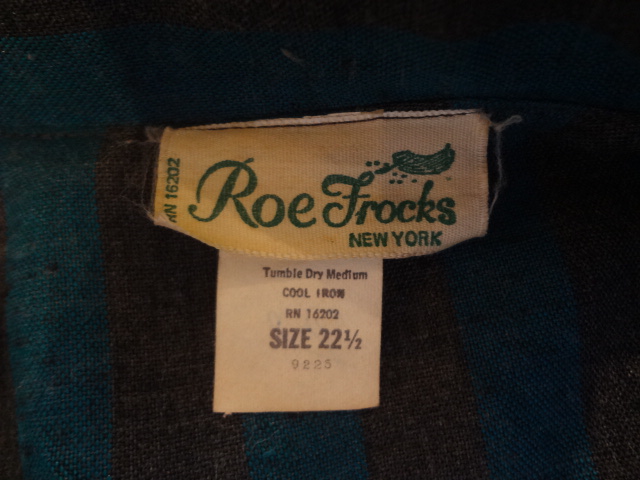 RN 16202
Roe Frocks
NEW YORK
Tumble Dry Medium
COOL IRON
RN 16202
SIZE 22½
9225